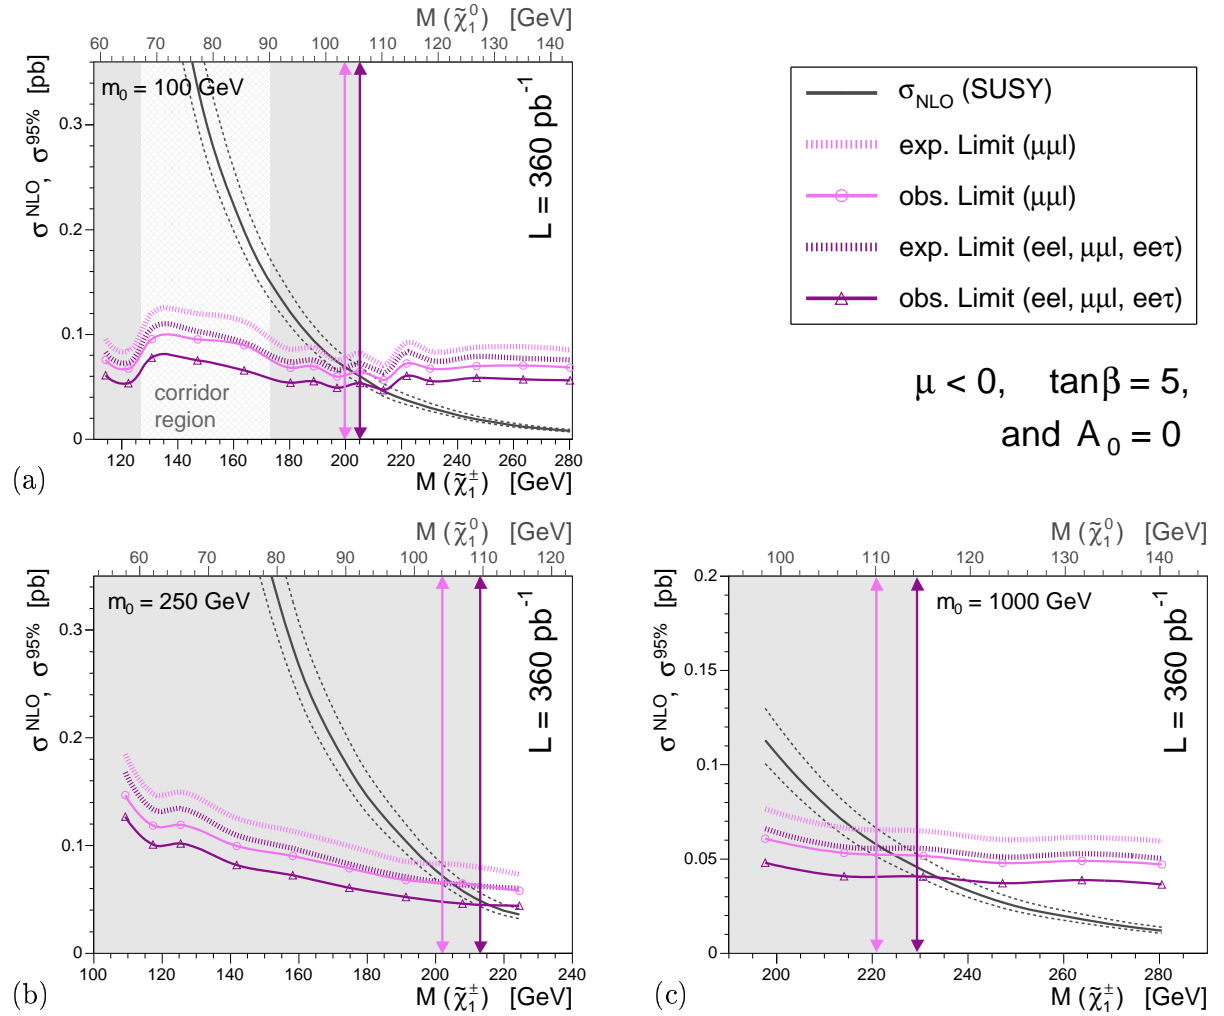 M (χ̃₁⁰) [GeV]
60 70 80 90 100 110 120 130 140
σ^NLO, σ^95% [pb]
m₀ = 100 GeV
L = 360 pb⁻¹
0.3
0.2
0.1
0
corridor
region
120 140 160 180 200 220 240 260 280
(a)
M (χ̃₁±) [GeV]
σ_NLO (SUSY)
exp. Limit (μμl)
obs. Limit (μμl)
exp. Limit (eel, μμl, eeτ)
obs. Limit (eel, μμl, eeτ)
μ < 0, tanβ = 5,
and A₀ = 0
M (χ̃₁⁰) [GeV]
60 70 80 90 100 110 120
σ^NLO, σ^95% [pb]
m₀ = 250 GeV
L = 360 pb⁻¹
0.3
0.2
0.1
0
100 120 140 160 180 200 220 240
(b)
M (χ̃₁±) [GeV]
M (χ̃₁⁰) [GeV]
100 110 120 130 140
σ^NLO, σ^95% [pb]
m₀ = 1000 GeV
L = 360 pb⁻¹
0.2
0.15
0.1
0.05
0
200 220 240 260 280
(c)
M (χ̃₁±) [GeV]